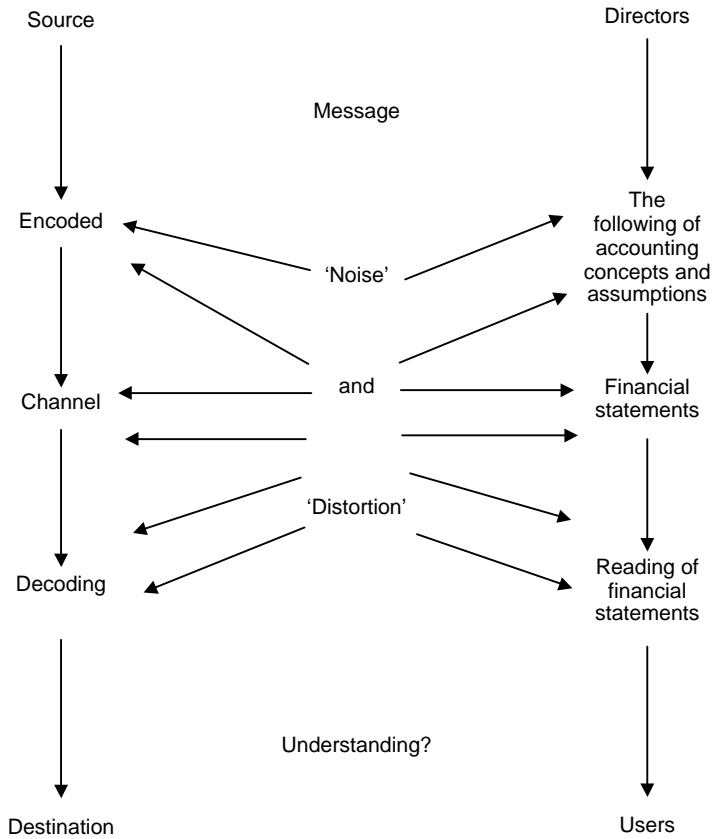 Source
Directors
Message
Encoded
The
following of
accounting
concepts and
assumptions
‘Noise’
and
Channel
Financial
statements
‘Distortion’
Decoding
Reading of
financial
statements
Understanding?
Destination
Users